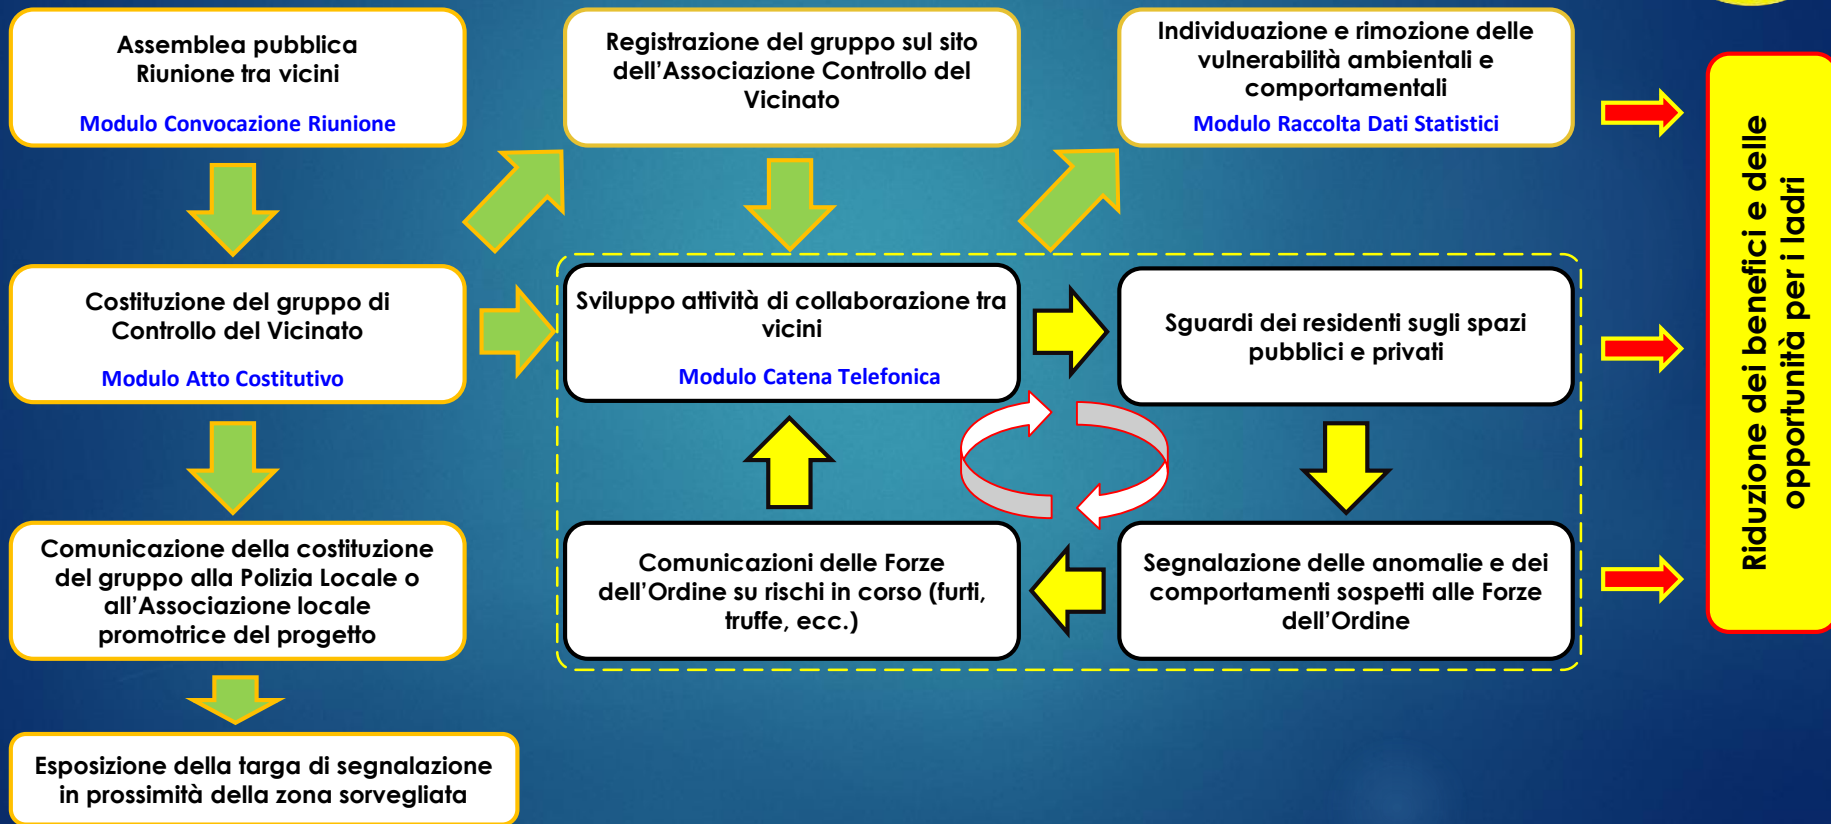 Assemblea pubblica
Riunione tra vicini
Modulo Convocazione Riunione
Registrazione del gruppo sul sito
dell'Associazione Controllo del
Vicinato
Individuazione e rimozione delle
vulnerabilità ambientali e
comportamentali
Modulo Raccolta Dati Statistici
Costituzione del gruppo di
Controllo del Vicinato
Modulo Atto Costitutivo
Sviluppo attività di collaborazione tra
vicini
Modulo Catena Telefonica
Sguardi dei residenti sugli spazi
pubblici e privati
Comunicazione della costituzione
del gruppo alla Polizia Locale o
all'Associazione locale
promotrice del progetto
Comunicazioni delle Forze
dell'Ordine su rischi in corso (furti,
truffe, ecc.)
Segnalazione delle anomalie e dei
comportamenti sospetti alle Forze
dell'Ordine
Esposizione della targa di segnalazione
in prossimità della zona sorvegliata
Riduzione dei benefici e delle
opportunità per i ladri